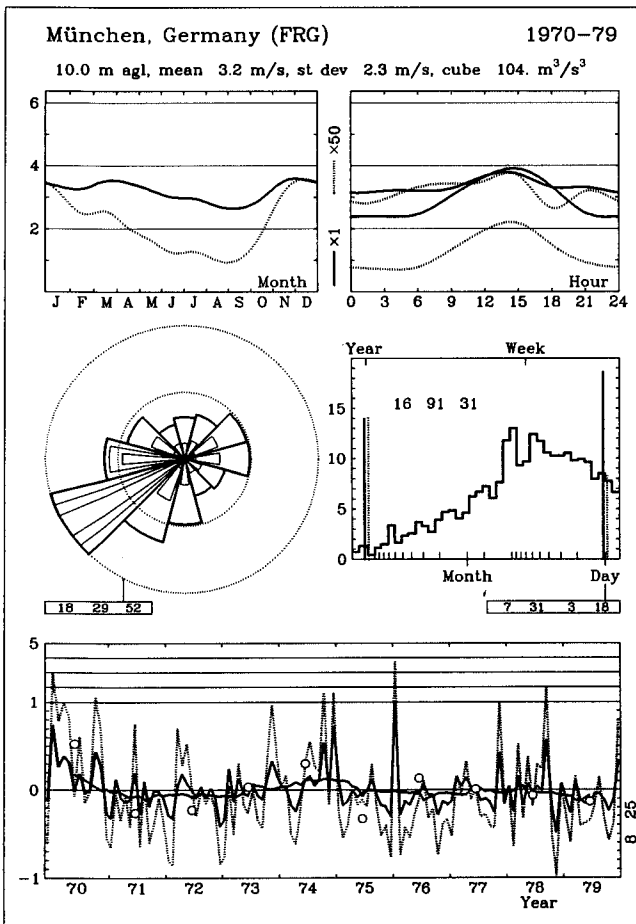 München, Germany (FRG) 1970-79
10.0 m agl, mean 3.2 m/s, st dev 2.3 m/s, cube 104. m³/s³
6
4
2
J F M A M J J A S O N D
Month
×1 ×50
0 3 6 9 12 15 18 21 24
Hour
Year Week
16 91 31
15
10
5
0
Month Day
18 29 52
7 31 3 18
5
1
0
-1
70 71 72 73 74 75 76 77 78 79
Year
8 25